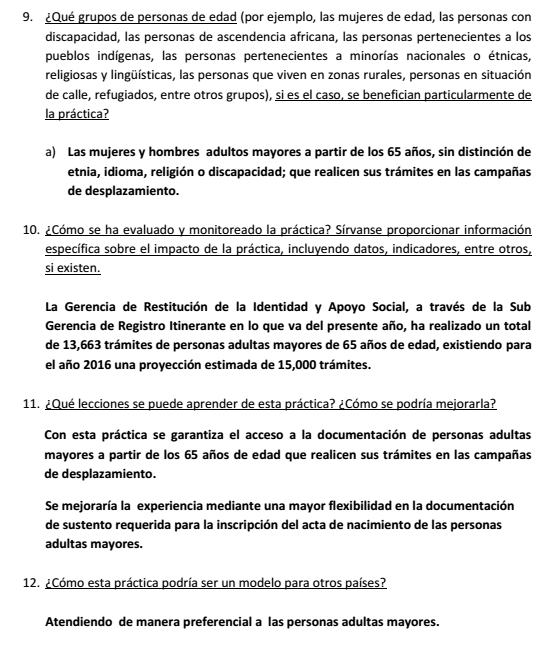 9. ¿Qué grupos de personas de edad (por ejemplo, las mujeres de edad, las personas con
discapacidad, las personas de ascendencia africana, las personas pertenecientes a los
pueblos indígenas, las personas pertenecientes a minorías nacionales o étnicas,
religiosas y lingüísticas, las personas que viven en zonas rurales, personas en situación
de calle, refugiados, entre otros grupos), si es el caso, se benefician particularmente de
la práctica?
a) Las mujeres y hombres adultos mayores a partir de los 65 años, sin distinción de
etnia, idioma, religión o discapacidad; que realicen sus trámites en las campañas
de desplazamiento.
10. ¿Cómo se ha evaluado y monitoreado la práctica? Sírvanse proporcionar información
específica sobre el impacto de la práctica, incluyendo datos, indicadores, entre otros,
si existen.
La Gerencia de Restitución de la Identidad y Apoyo Social, a través de la Sub
Gerencia de Registro Itinerante en lo que va del presente año, ha realizado un total
de 13,663 trámites de personas adultas mayores de 65 años de edad, existiendo para
el año 2016 una proyección estimada de 15,000 trámites.
11. ¿Qué lecciones se puede aprender de esta práctica? ¿Cómo se podría mejorarla?
Con esta práctica se garantiza el acceso a la documentación de personas adultas
mayores a partir de los 65 años de edad que realicen sus trámites en las campañas
de desplazamiento.
Se mejoraría la experiencia mediante una mayor flexibilidad en la documentación
de sustento requerida para la inscripción del acta de nacimiento de las personas
adultas mayores.
12. ¿Cómo esta práctica podría ser un modelo para otros países?
Atendiendo de manera preferencial a las personas adultas mayores.